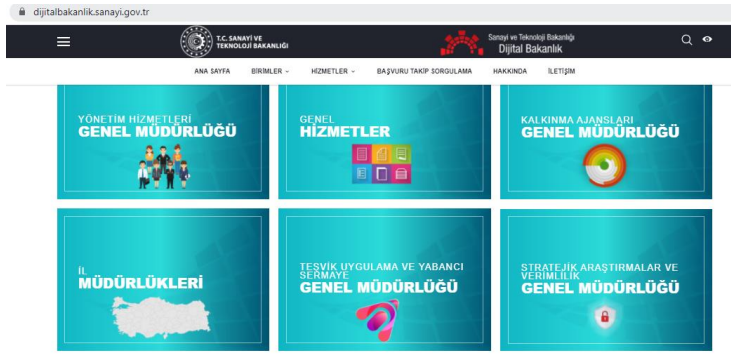 dijitalbakanlik.sanayi.gov.tr
T.C. SANAYİ VE
TEKNOLOJİ BAKANLIĞI
Sanayi ve Teknoloji Bakanlığı
Dijital Bakanlık
ANA SAYFA BİRİMLER HİZMETLER BAŞVURU TAKİP SORGULAMA HAKKINDA İLETİŞİM
YÖNETİM HİZMETLERİ
GENEL MÜDÜRLÜĞÜ
GENEL
HİZMETLER
KALKINMA AJANSLARI
GENEL MÜDÜRLÜĞÜ
İL
MÜDÜRLÜKLERİ
TEŞVİK UYGULAMA VE YABANCI
SERMAYE
GENEL MÜDÜRLÜĞÜ
STRATEJİK ARAŞTIRMALAR VE
VERİMLİLİK
GENEL MÜDÜRLÜĞÜ